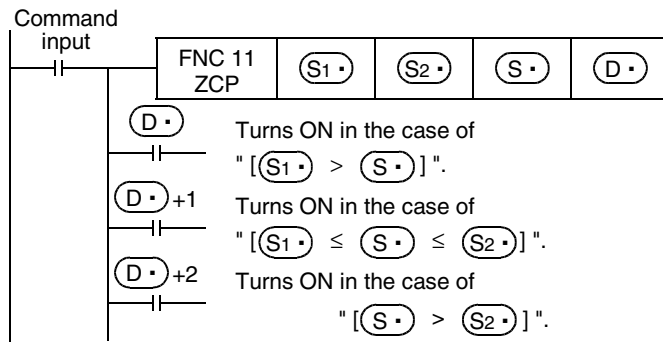 Command
input
FNC 11
ZCP
S1・
S2・
S・
D・
D・
Turns ON in the case of
" [S1・ > S・] ".
D・+1
Turns ON in the case of
" [S1・ ≤ S・ ≤ S2・] ".
D・+2
Turns ON in the case of
" [S・ > S2・] ".